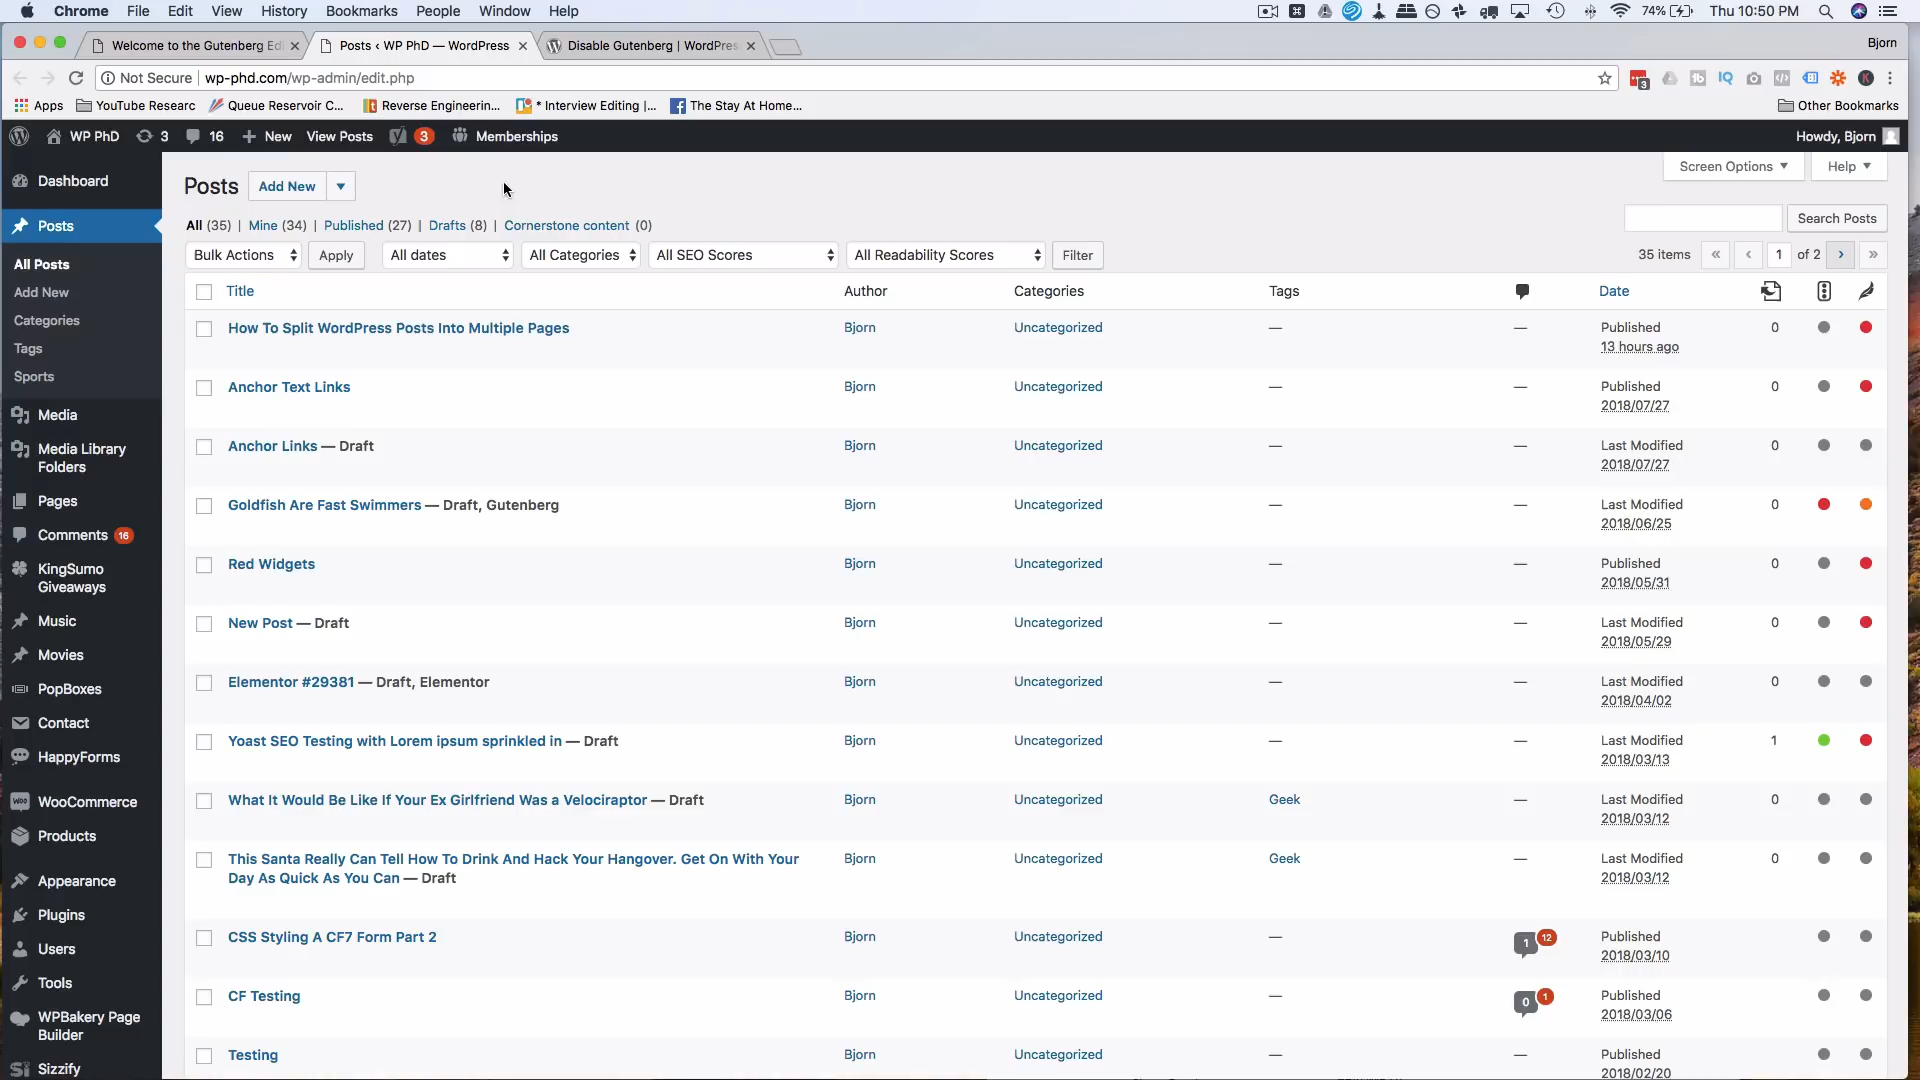 Chrome File Edit View History Bookmarks People Window Help 74% Thu 10:50 PM
Welcome to the Gutenberg Edi Posts ‹ WP PhD — WordPress Disable Gutenberg | WordPres Bjorn
Not Secure wp-phd.com/wp-admin/edit.php 3
Apps YouTube Researc Queue Reservoir C... Reverse Engineerin... * Interview Editing |... The Stay At Home... Other Bookmarks
WP PhD 3 16 New View Posts 3 Memberships Howdy, Bjorn
Dashboard
Posts
All Posts
Add New
Categories
Tags
Sports
Media
Media Library
Folders
Pages
Comments 16
KingSumo
Giveaways
Music
Movies
PopBoxes
Contact
HappyForms
WooCommerce
Products
Appearance
Plugins
Users
Tools
WPBakery Page
Builder
Sizzify
Screen Options Help
Posts Add New
All (35) | Mine (34) | Published (27) | Drafts (8) | Cornerstone content (0) Search Posts
Bulk Actions Apply All dates All Categories All SEO Scores All Readability Scores Filter 35 items « ‹ 1 of 2 › »
Title Author Categories Tags Date
How To Split WordPress Posts Into Multiple Pages Bjorn Uncategorized — — Published 0
13 hours ago
Anchor Text Links Bjorn Uncategorized — — Published 0
2018/07/27
Anchor Links — Draft Bjorn Uncategorized — — Last Modified 0
2018/07/27
Goldfish Are Fast Swimmers — Draft, Gutenberg Bjorn Uncategorized — — Last Modified 0
2018/06/25
Red Widgets Bjorn Uncategorized — — Published 0
2018/05/31
New Post — Draft Bjorn Uncategorized — — Last Modified 0
2018/05/29
Elementor #29381 — Draft, Elementor Bjorn Uncategorized — — Last Modified 0
2018/04/02
Yoast SEO Testing with Lorem ipsum sprinkled in — Draft Bjorn Uncategorized — — Last Modified 1
2018/03/13
What It Would Be Like If Your Ex Girlfriend Was a Velociraptor — Draft Bjorn Uncategorized Geek — Last Modified 0
2018/03/12
This Santa Really Can Tell How To Drink And Hack Your Hangover. Get On With Your Bjorn Uncategorized Geek — Last Modified 0
Day As Quick As You Can — Draft 2018/03/12
CSS Styling A CF7 Form Part 2 Bjorn Uncategorized — 1 12 Published
2018/03/10
CF Testing Bjorn Uncategorized — 0 1 Published
2018/03/06
Testing Bjorn Uncategorized — — Published
2018/02/20